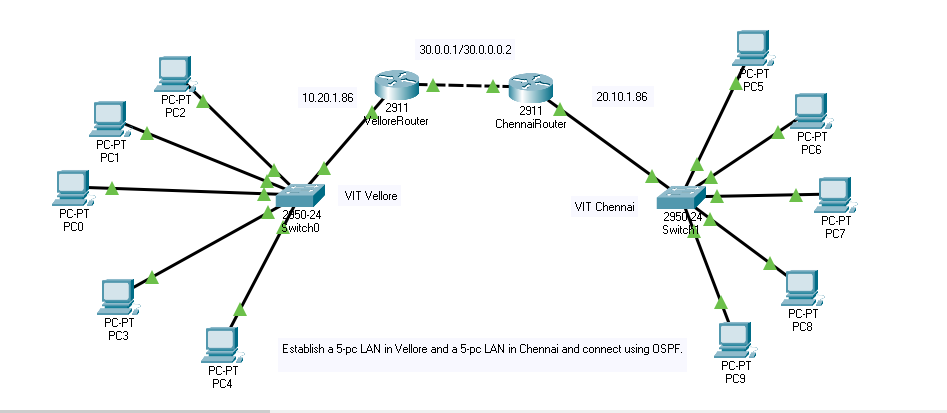 30.0.0.1/30.0.0.0.2
10.20.1.86
20.10.1.86
2911
VelloreRouter
2911
ChennaiRouter
PC-PT
PC2
PC-PT
PC1
PC-PT
PC0
PC-PT
PC3
PC-PT
PC4
2950-24
Switch0
VIT Vellore
VIT Chennai
2950-24
Switch1
PC-PT
PC5
PC-PT
PC6
PC-PT
PC7
PC-PT
PC8
PC-PT
PC9
Establish a 5-pc LAN in Vellore and a 5-pc LAN in Chennai and connect using OSPF.